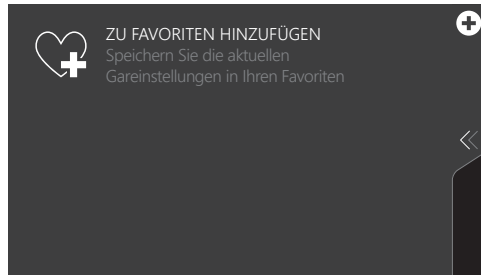 ZU FAVORITEN HINZUFÜGEN
Speichern Sie die aktuellen
Gareinstellungen in Ihren Favoriten